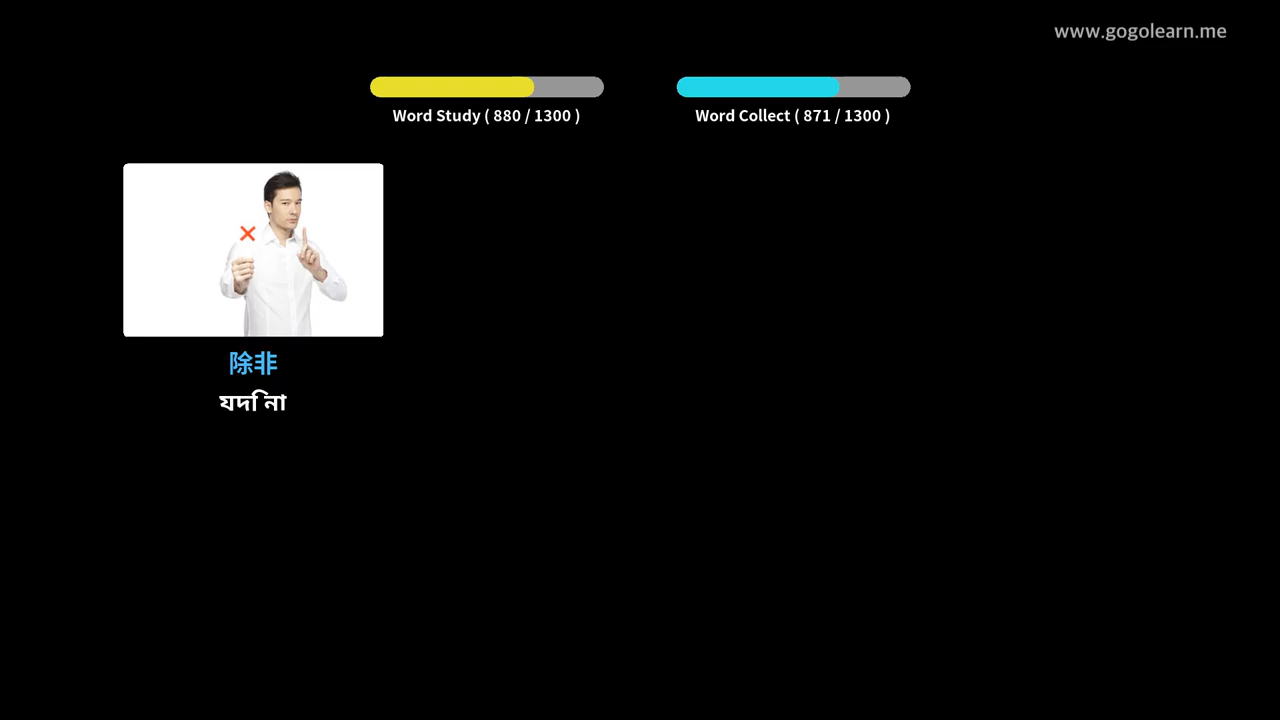 www.gogolearn.me
Word Study ( 880 / 1300 )
Word Collect ( 871 / 1300 )
除非
যদি না